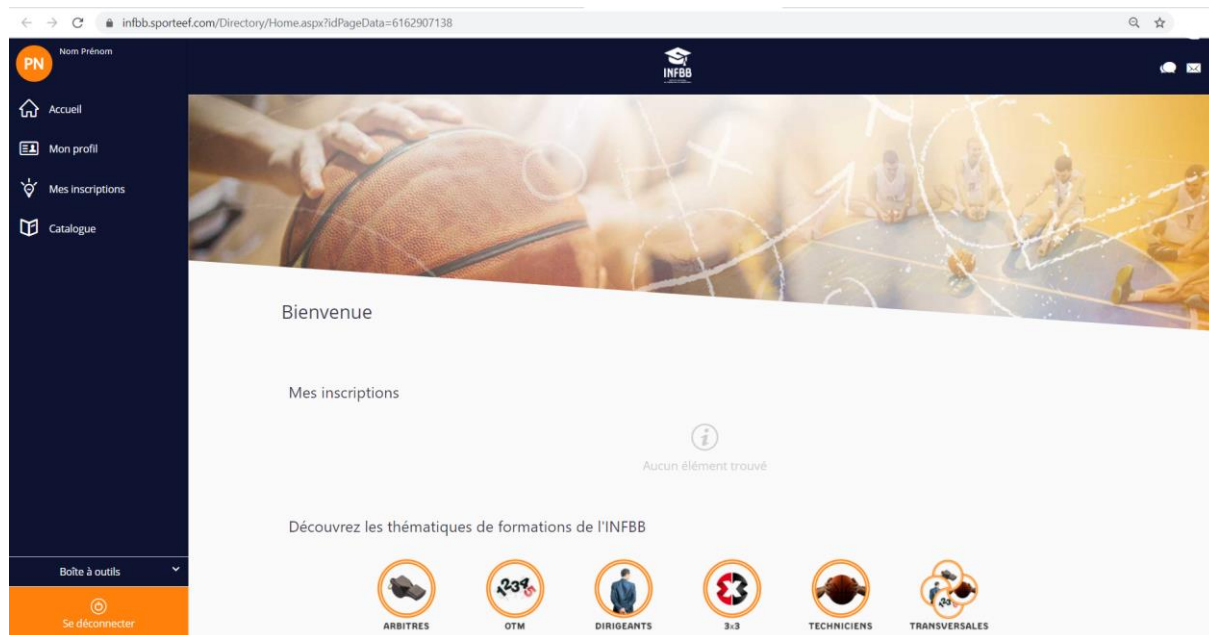 infbb.sporteef.com/Directory/Home.aspx?idPageData=6162907138
PN
Nom Prénom
INFBB
Accueil
Mon profil
Mes inscriptions
Catalogue
Bienvenue
Mes inscriptions
i
Aucun élément trouvé
Découvrez les thématiques de formations de l'INFBB
ARBITRES
OTM
DIRIGEANTS
3x3
TECHNICIENS
TRANSVERSALES
Boîte à outils
Se déconnecter